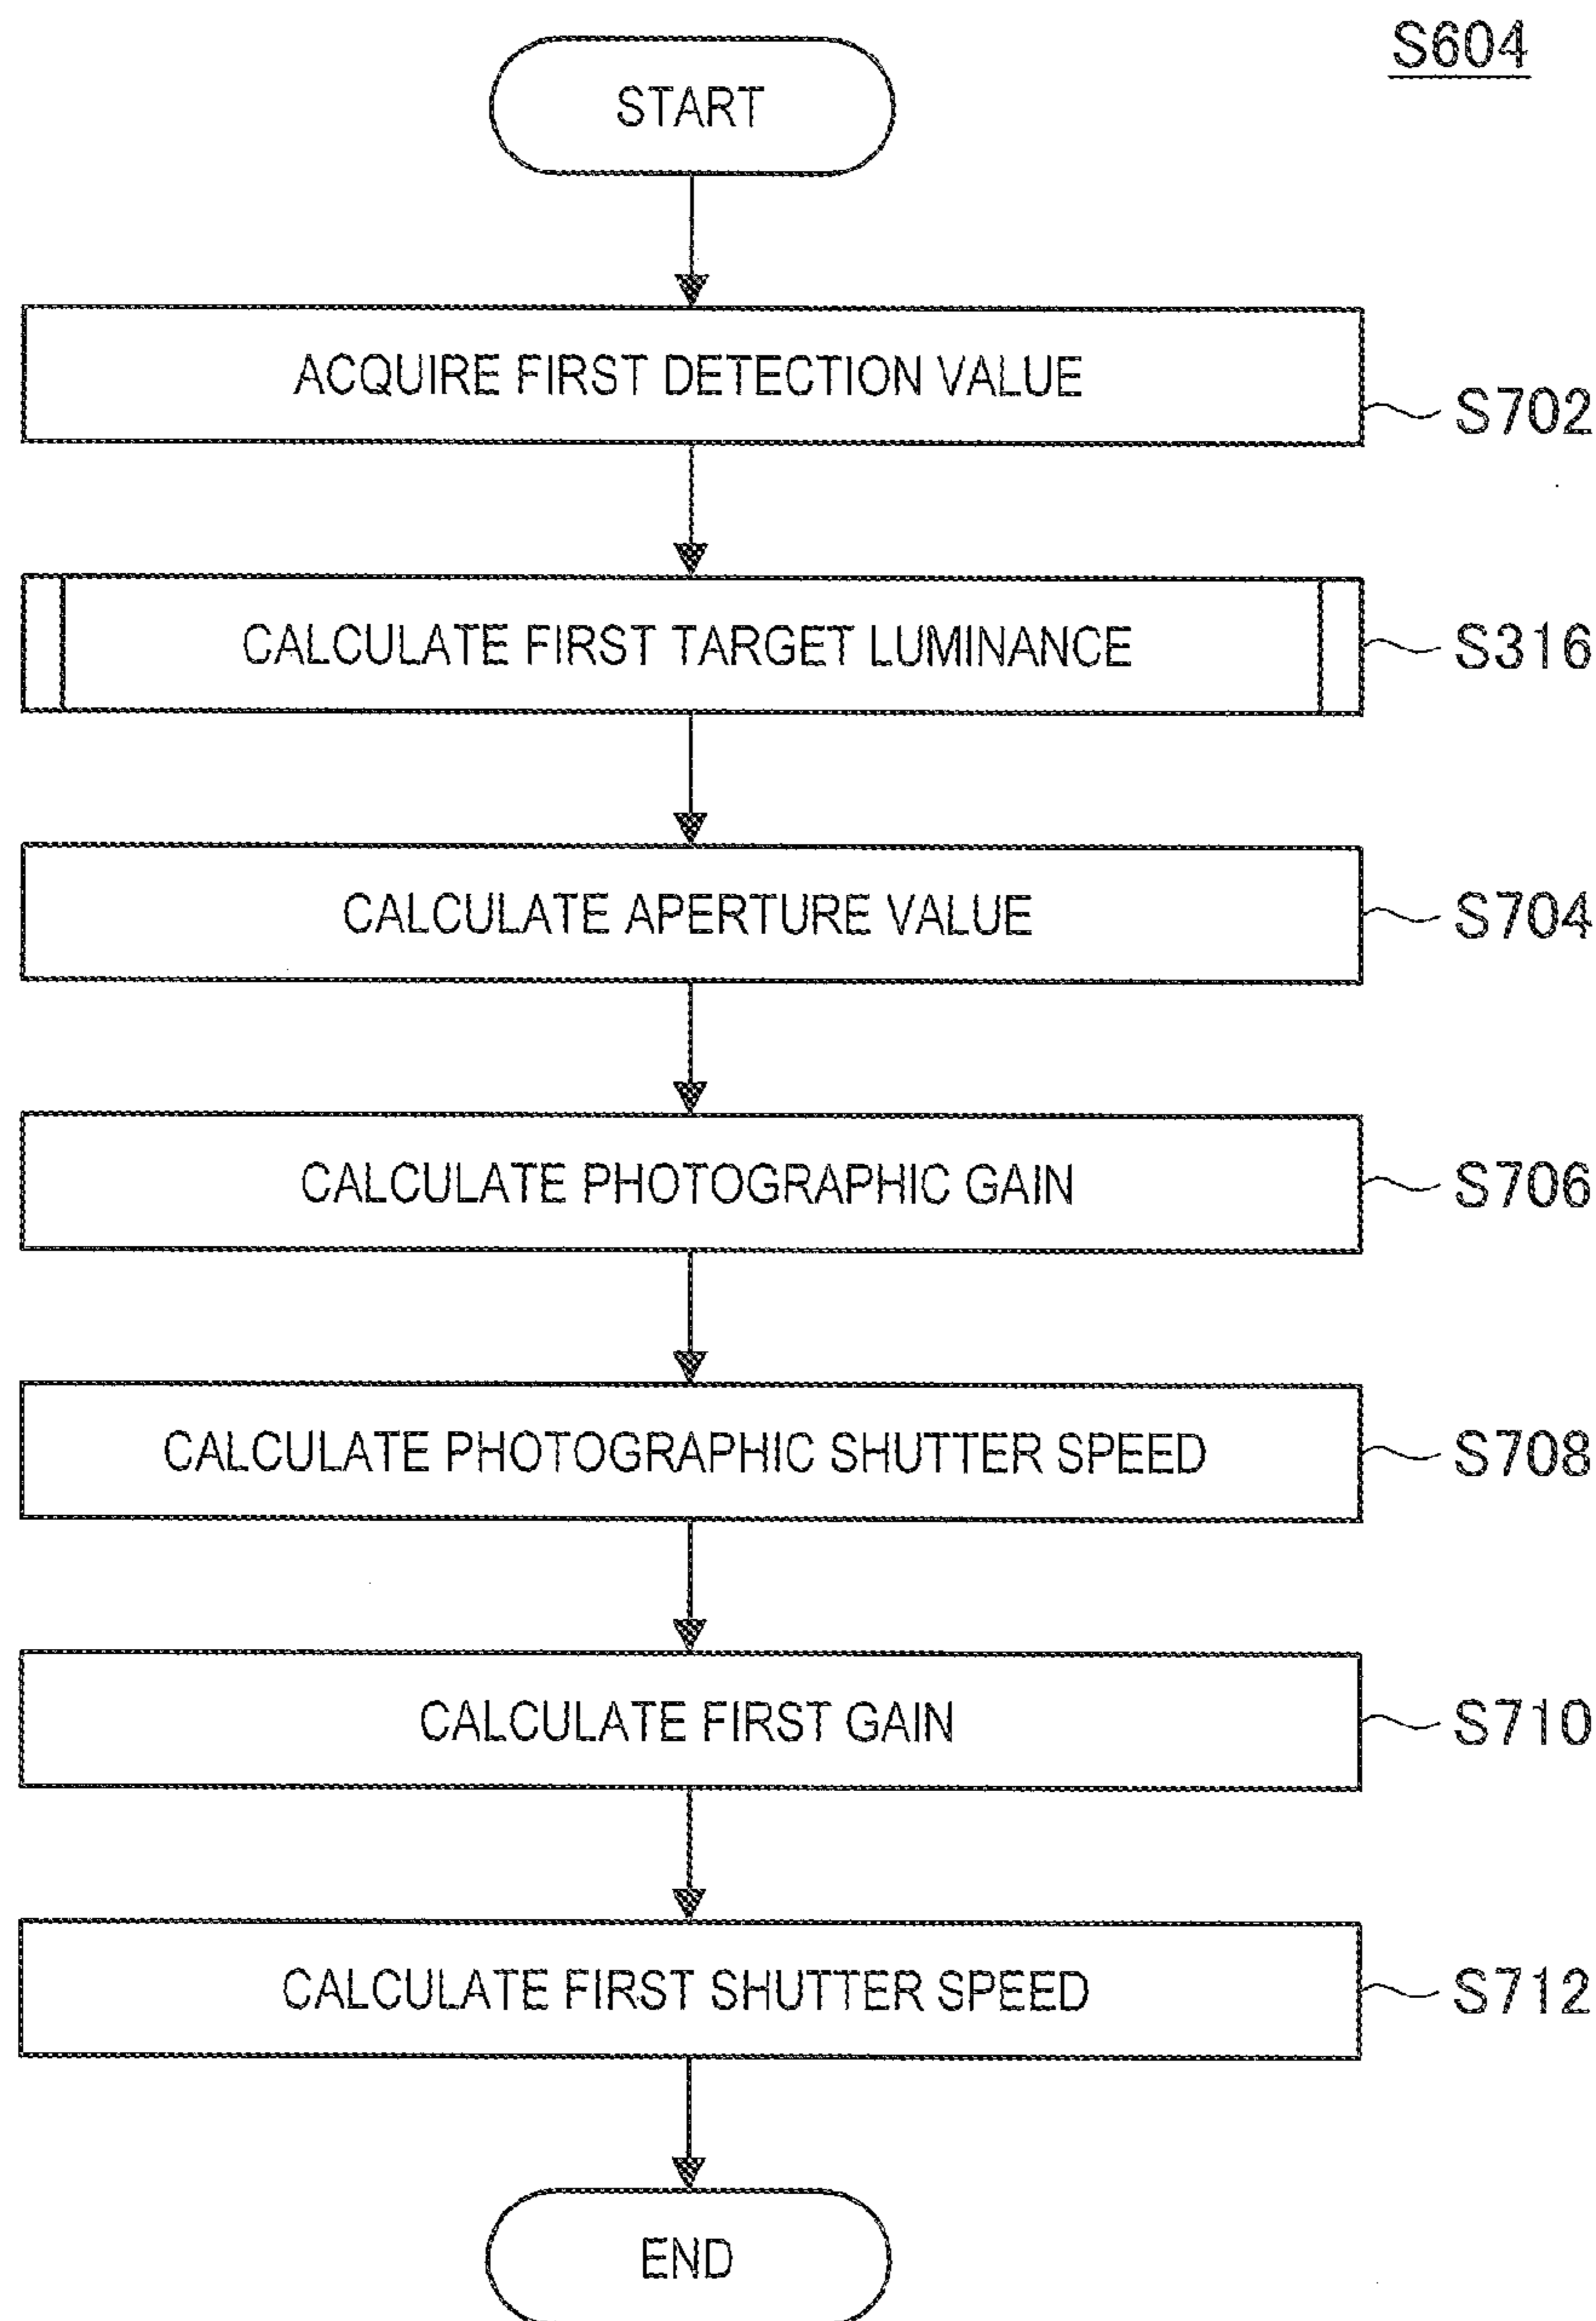 S604
START
ACQUIRE FIRST DETECTION VALUE
S702
CALCULATE FIRST TARGET LUMINANCE
S316
CALCULATE APERTURE VALUE
S704
CALCULATE PHOTOGRAPHIC GAIN
S706
CALCULATE PHOTOGRAPHIC SHUTTER SPEED
S708
CALCULATE FIRST GAIN
S710
CALCULATE FIRST SHUTTER SPEED
S712
END